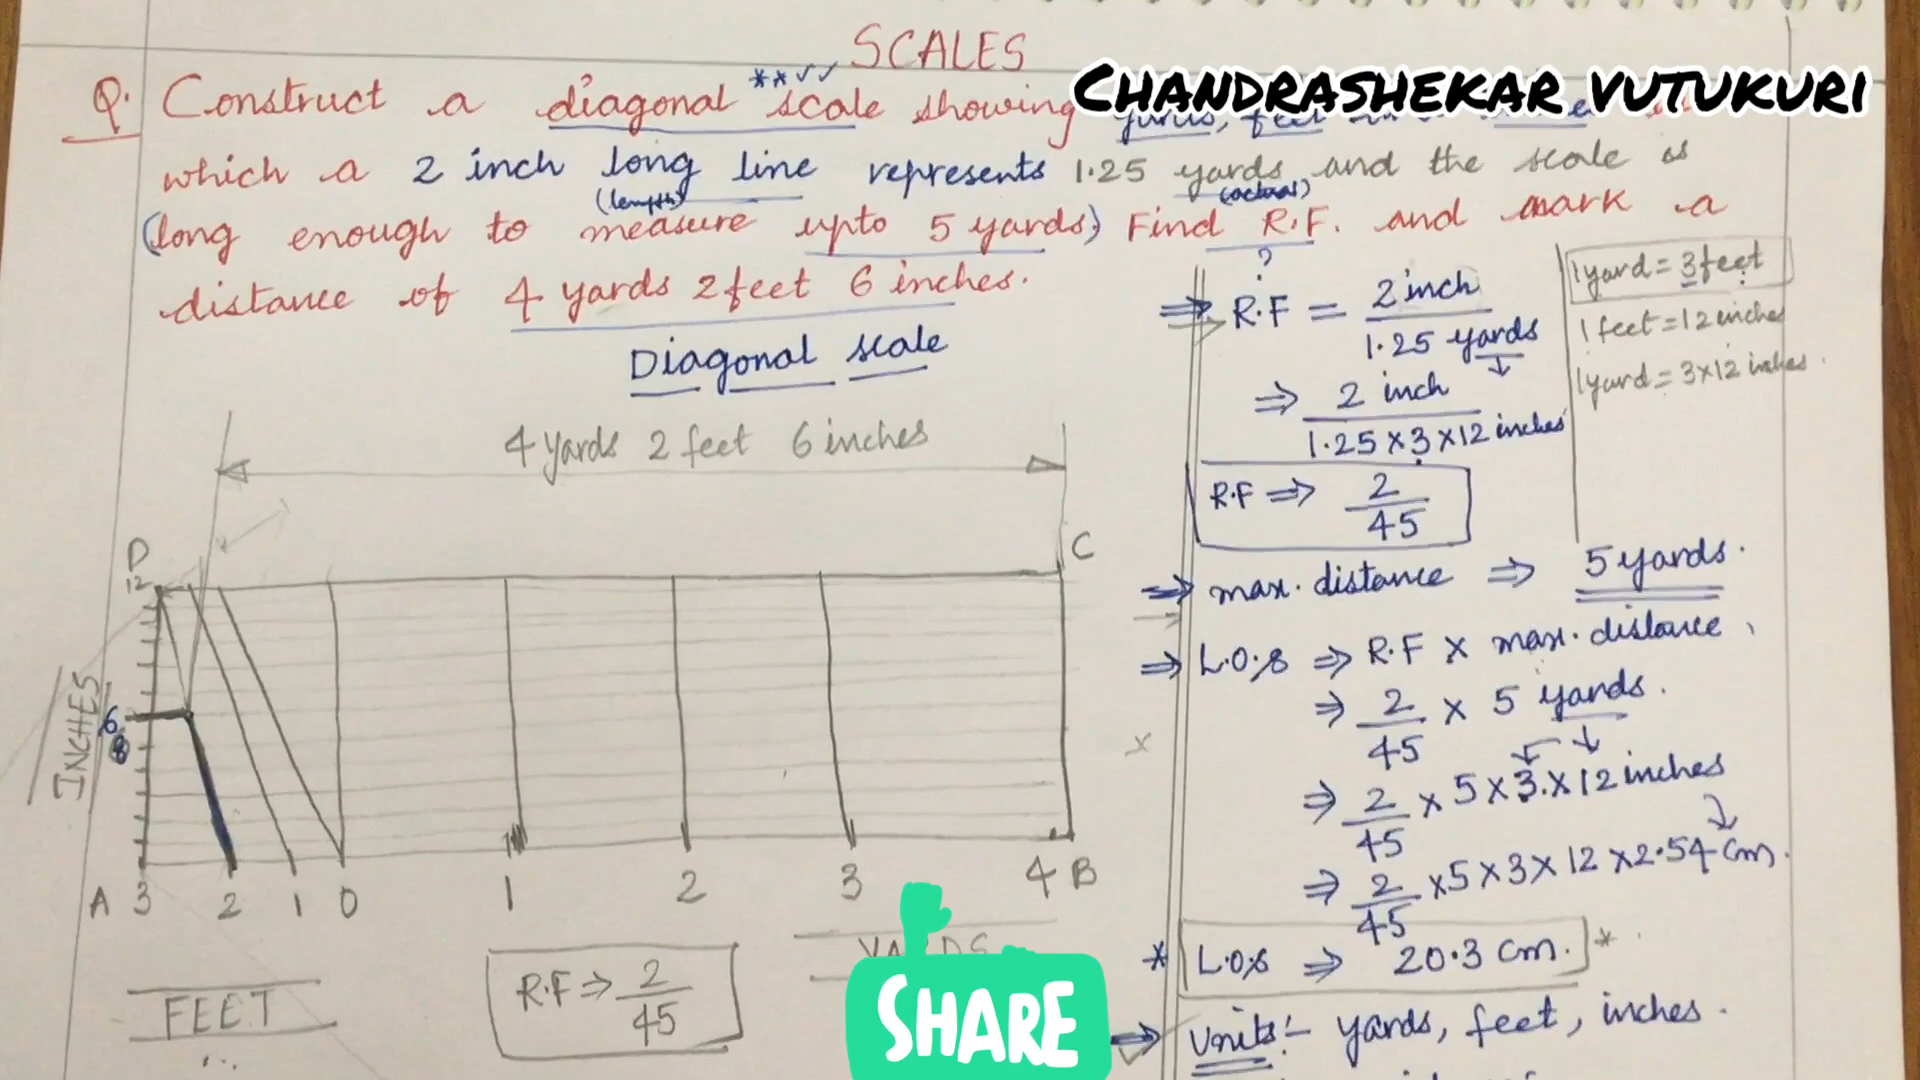 SCALES
CHANDRASHEKAR VUTUKURI
Q. Construct a diagonal scale showing yards, feet
which a 2 inch long line represents 1.25 yards and the scale is
(length) (actual)
(long enough to measure upto 5 yards) Find R.F. and mark a
?
distance of 4 yards 2 feet 6 inches.
Diagonal scale
4 yards 2 feet 6 inches
D
C
12
6
8
INCHES
A 3 2 1 0 1 2 3 4 B
FEET
YARDS
R.F ⇒ 2/45
SHARE
1 yard = 3 feet
1 feet = 12 inches
1 yard = 3 x 12 inches.
⇒ R.F = 2 inch / 1.25 yards
⇒ 2 inch / 1.25 x 3 x 12 inches
R.F ⇒ 2/45
⇒ max. distance ⇒ 5 yards.
⇒ L.O.S ⇒ R.F x max. distance
⇒ 2/45 x 5 yards.
⇒ 2/45 x 5 x 3 x 12 inches
⇒ 2/45 x 5 x 3 x 12 x 2.54 cm.
* L.O.S ⇒ 20.3 cm. *
⇒ Units:- yards, feet, inches.